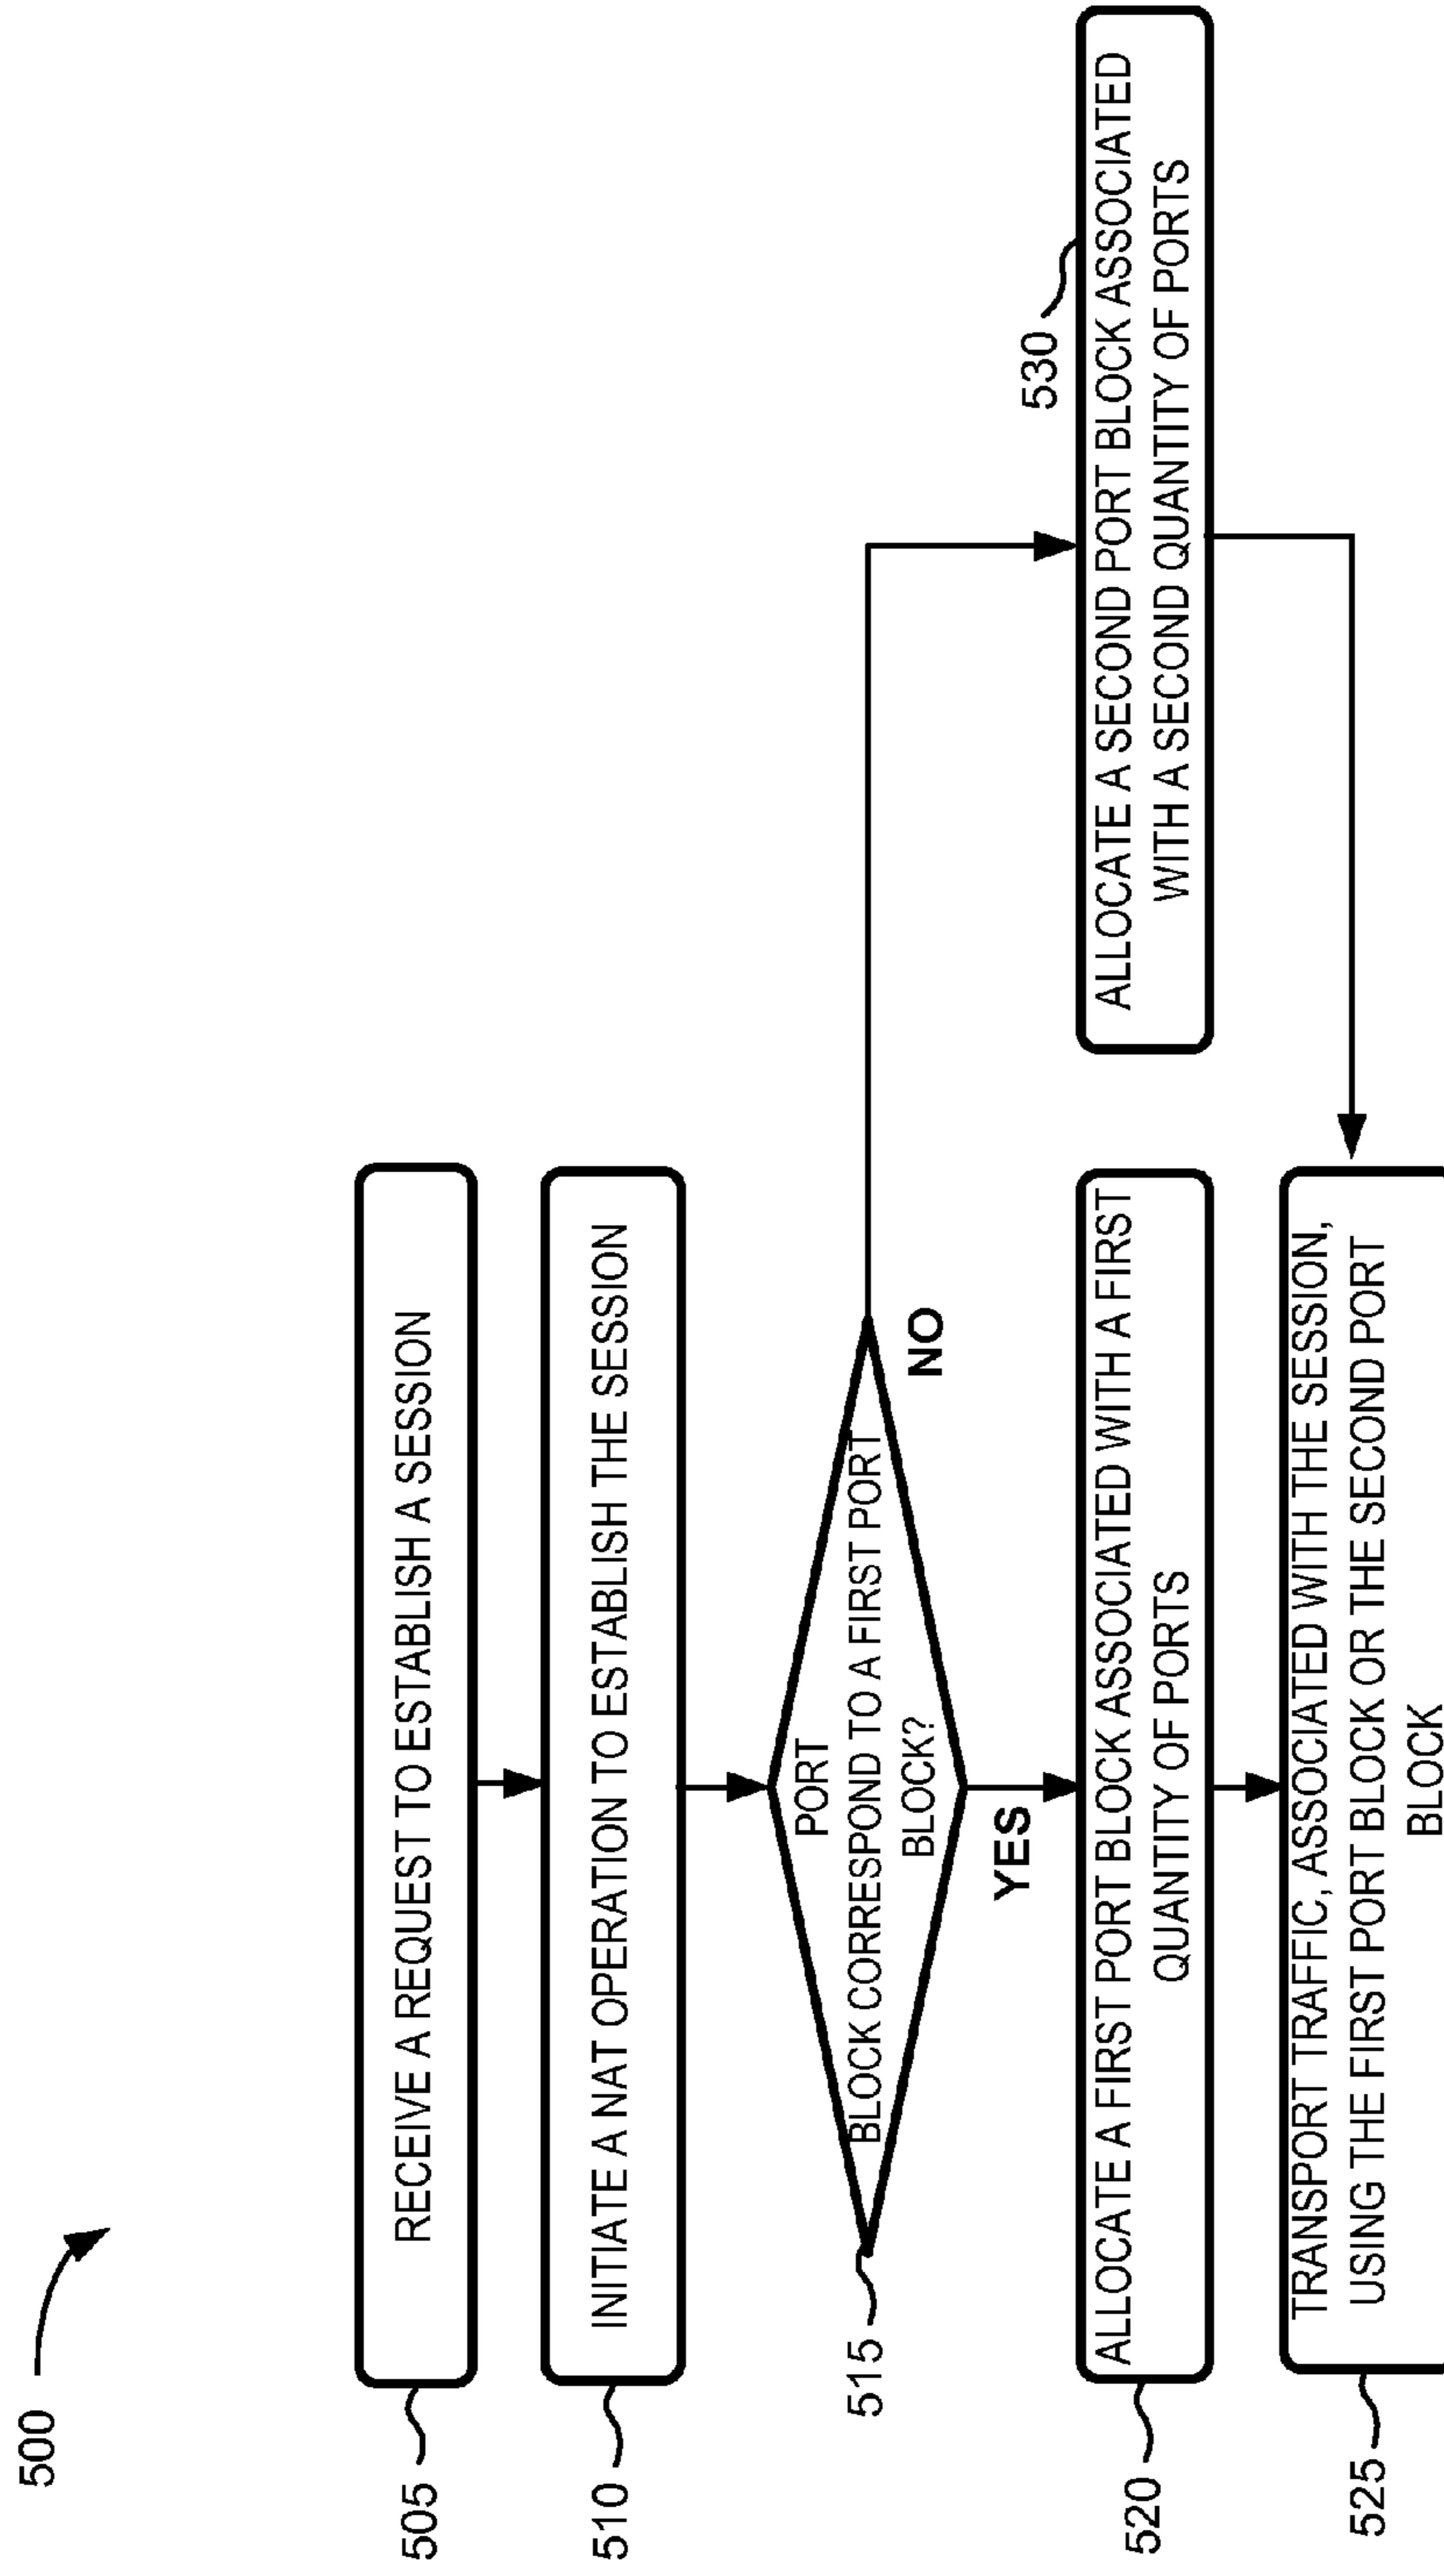 500
505
RECEIVE A REQUEST TO ESTABLISH A SESSION
510
INITIATE A NAT OPERATION TO ESTABLISH THE SESSION
515
PORT
BLOCK CORRESPOND TO A FIRST PORT
BLOCK?
NO
YES
520
ALLOCATE A FIRST PORT BLOCK ASSOCIATED WITH A FIRST
QUANTITY OF PORTS
530
ALLOCATE A SECOND PORT BLOCK ASSOCIATED
WITH A SECOND QUANTITY OF PORTS
525
TRANSPORT TRAFFIC, ASSOCIATED WITH THE SESSION,
USING THE FIRST PORT BLOCK OR THE SECOND PORT
BLOCK